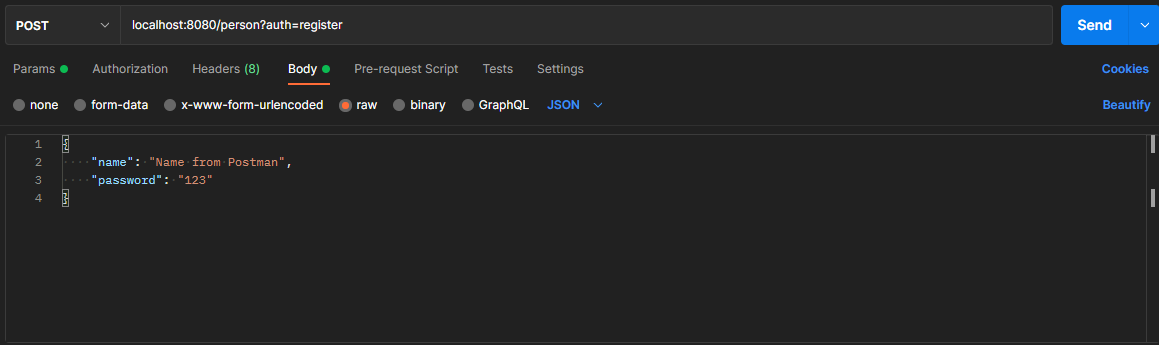 POST localhost:8080/person?auth=register Send
Params Authorization Headers (8) Body Pre-request Script Tests Settings Cookies
none form-data x-www-form-urlencoded raw binary GraphQL JSON Beautify
1 {
2 "name": "Name from Postman",
3 "password": "123"
4 }